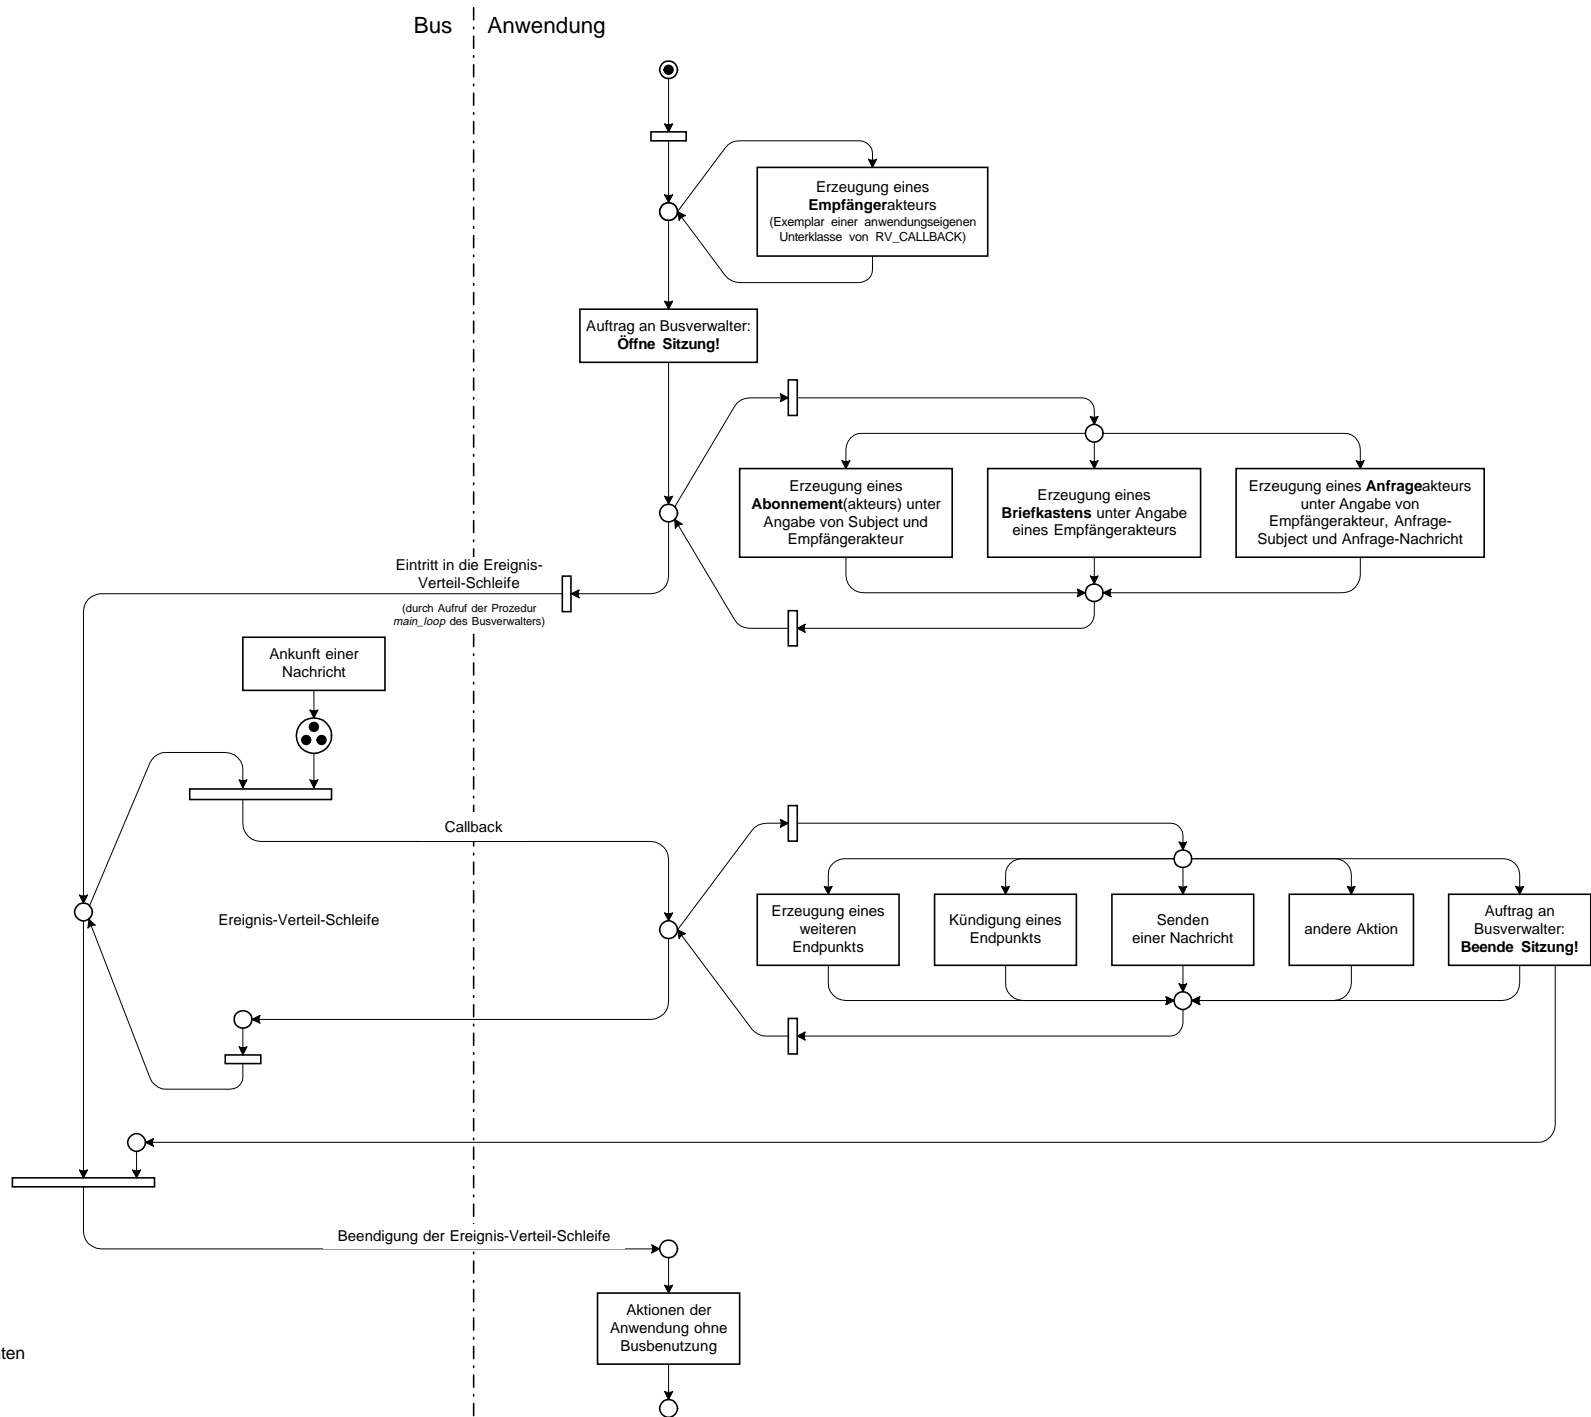 Bus
Anwendung
Erzeugung eines
Empfängerakteurs
(Exemplar einer anwendungseigenen
Unterklasse von RV_CALLBACK)
Auftrag an Busverwalter:
Öffne Sitzung!
Erzeugung eines
Abonnement(akteurs) unter
Angabe von Subject und
Empfängerakteur
Erzeugung eines
Briefkastens unter Angabe
eines Empfängerakteurs
Erzeugung eines Anfrageakteurs
unter Angabe von
Empfängerakteur, Anfrage-
Subject und Anfrage-Nachricht
Eintritt in die Ereignis-
Verteil-Schleife
(durch Aufruf der Prozedur
main_loop des Busverwalters)
Ankunft einer
Nachricht
Callback
Ereignis-Verteil-Schleife
Erzeugung eines
weiteren
Endpunkts
Kündigung eines
Endpunkts
Senden
einer Nachricht
andere Aktion
Auftrag an
Busverwalter:
Beende Sitzung!
Beendigung der Ereignis-Verteil-Schleife
Aktionen der
Anwendung ohne
Busbenutzung